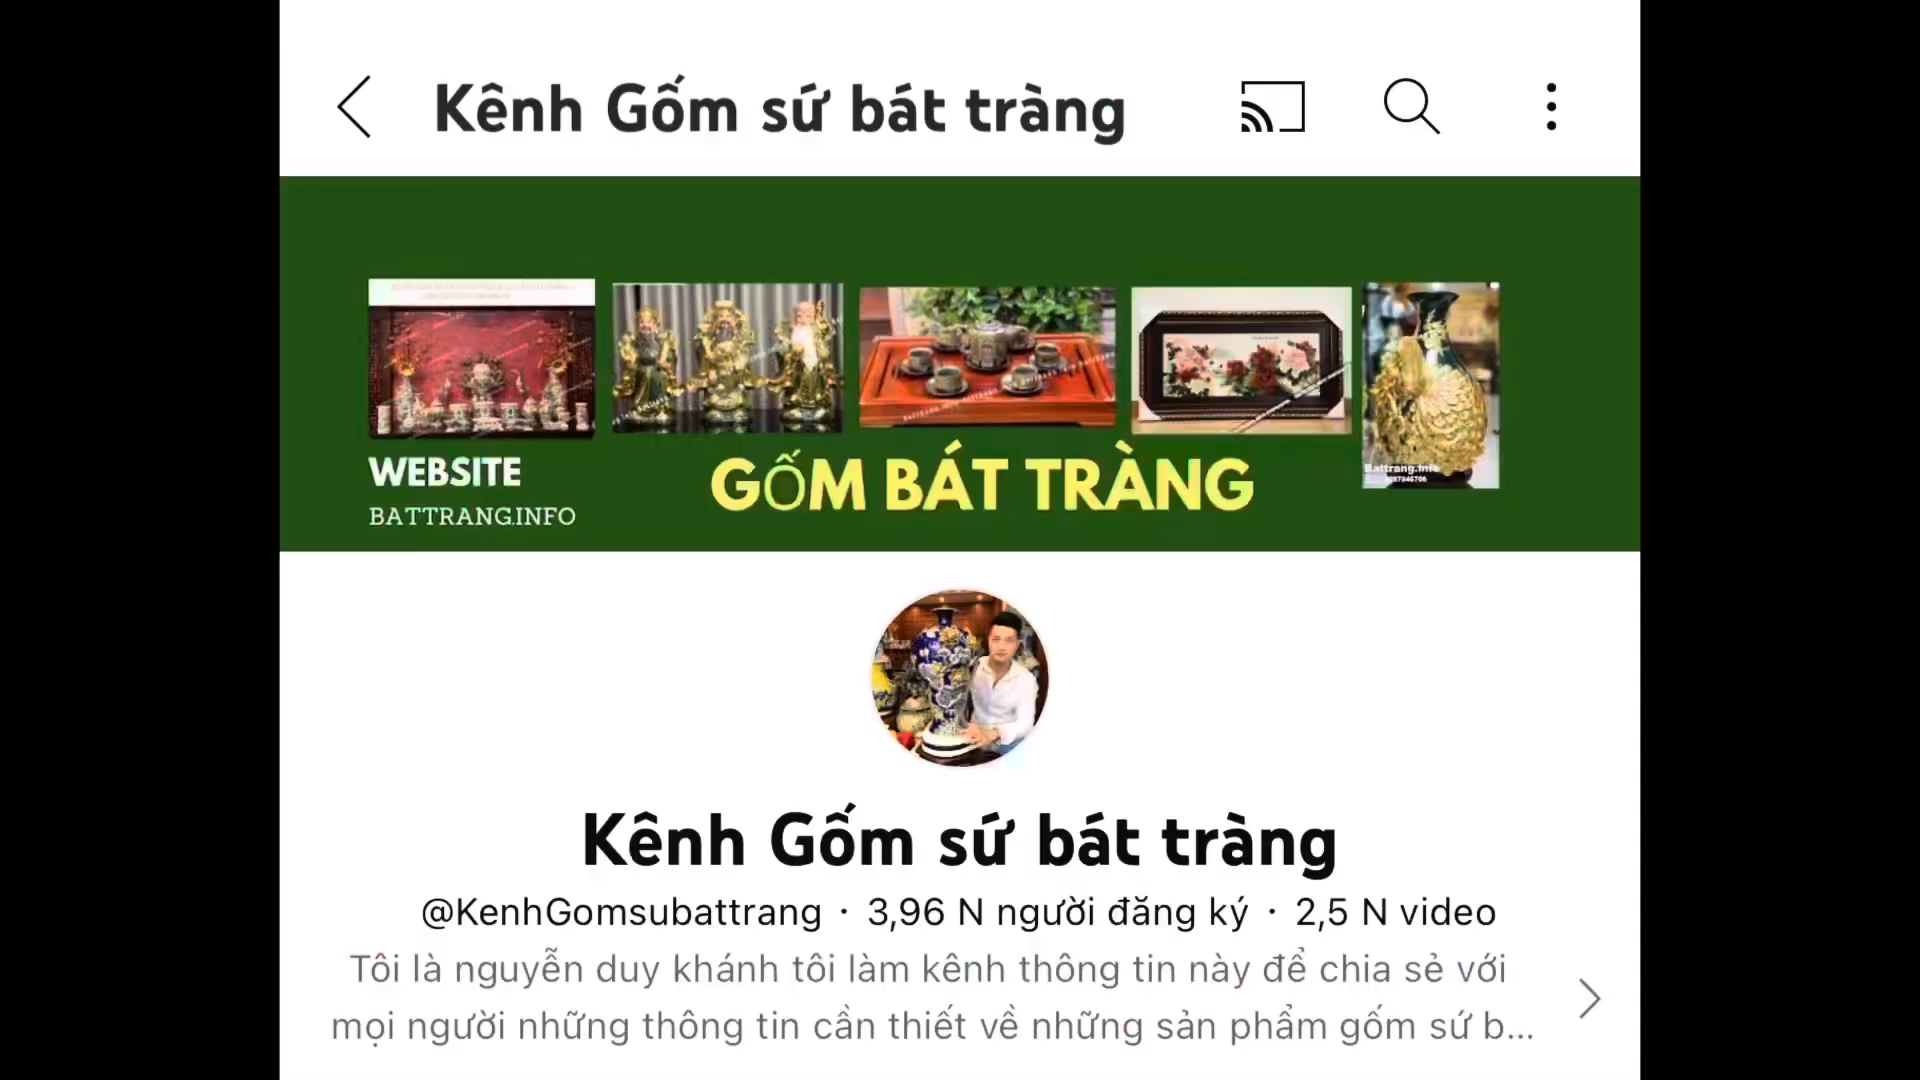 Kênh Gốm sứ bát tràng
WEBSITE
BATTRANG.INFO
GỐM BÁT TRÀNG
Battrang.info
Kênh Gốm sứ bát tràng
@KenhGomsubattrang · 3,96 N người đăng ký · 2,5 N video
Tôi là nguyễn duy khánh tôi làm kênh thông tin này để chia sẻ với
mọi người những thông tin cần thiết về những sản phẩm gốm sứ b...